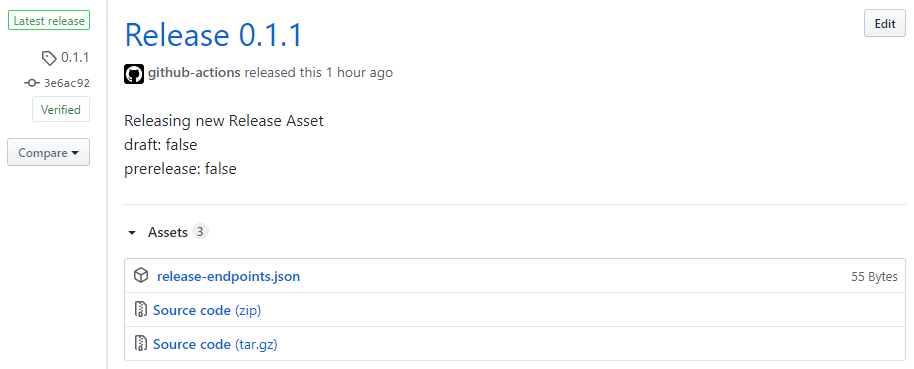 Latest release
0.1.1
3e6ac92
Verified
Compare
Release 0.1.1
Edit
github-actions released this 1 hour ago
Releasing new Release Asset
draft: false
prerelease: false
Assets 3
release-endpoints.json 55 Bytes
Source code (zip)
Source code (tar.gz)